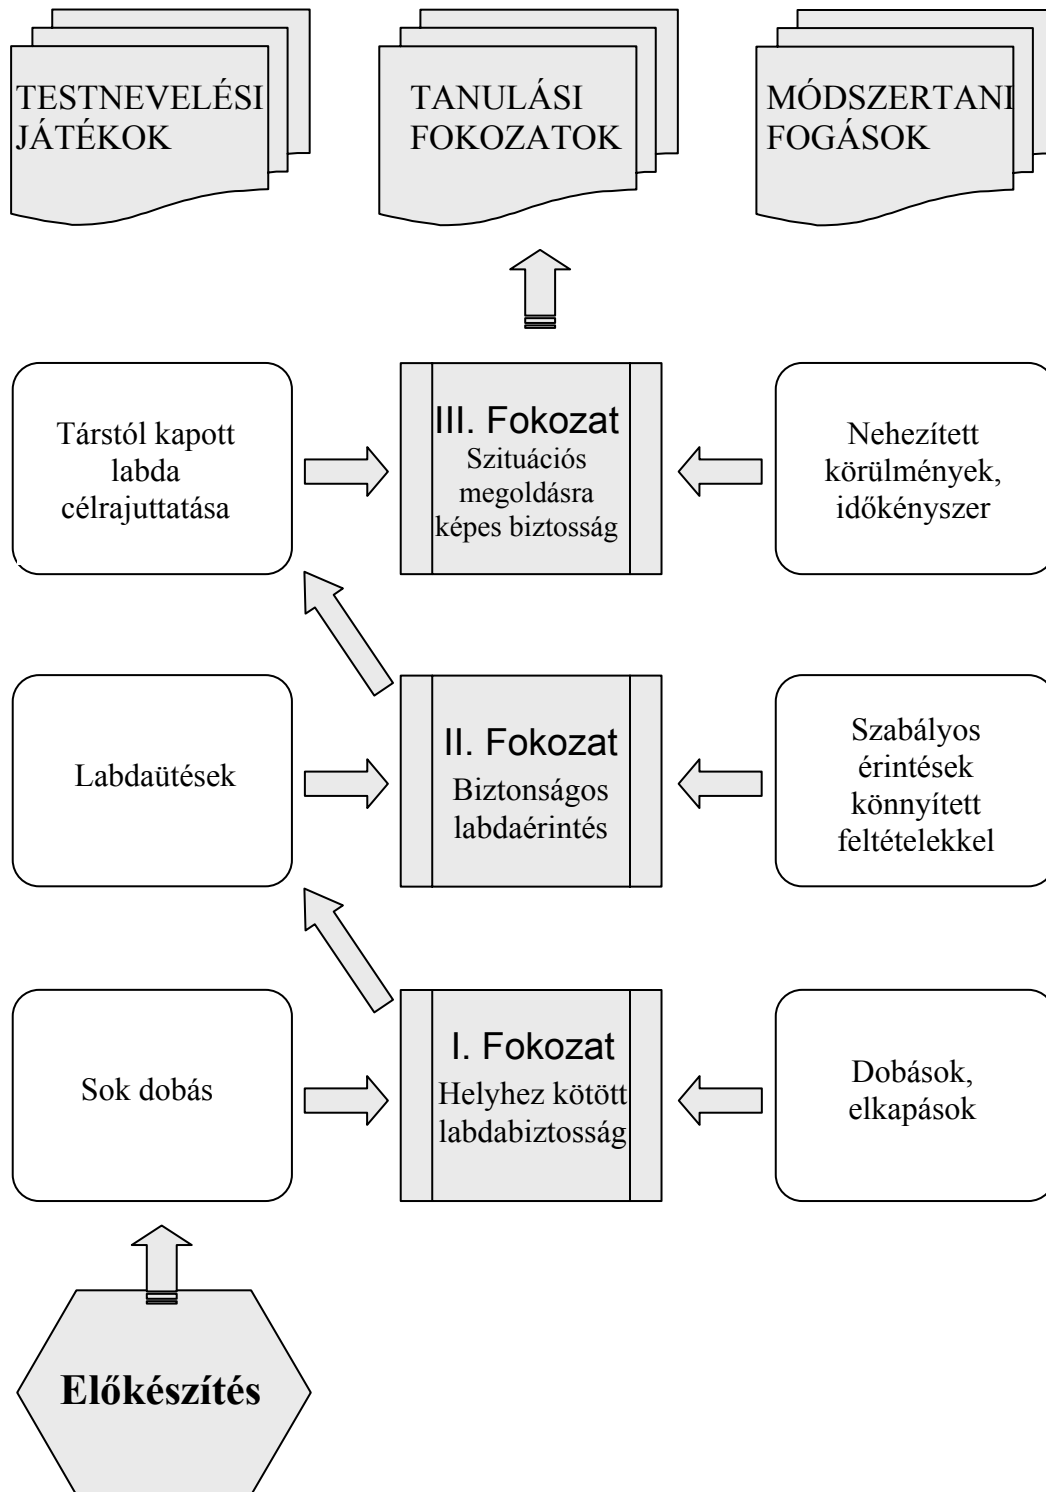 TESTNEVELÉSI
JÁTÉKOK
TANULÁSI
FOKOZATOK
MÓDSZERTANI
FOGÁSOK
Társtól kapott
labda
célrajuttatása
III. Fokozat
Szituációs
megoldásra
képes biztosság
Nehezített
körülmények,
időkényszer
Labdaütések
II. Fokozat
Biztonságos
labdaérintés
Szabályos
érintések
könnyített
feltételekkel
Sok dobás
I. Fokozat
Helyhez kötött
labdabiztosság
Dobások,
elkapások
Előkészítés